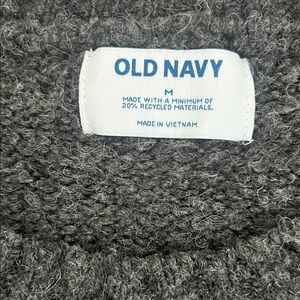 OLD NAVY
M
MADE WITH A MINIMUM OF
20% RECYCLED MATERIALS.
MADE IN VIETNAM